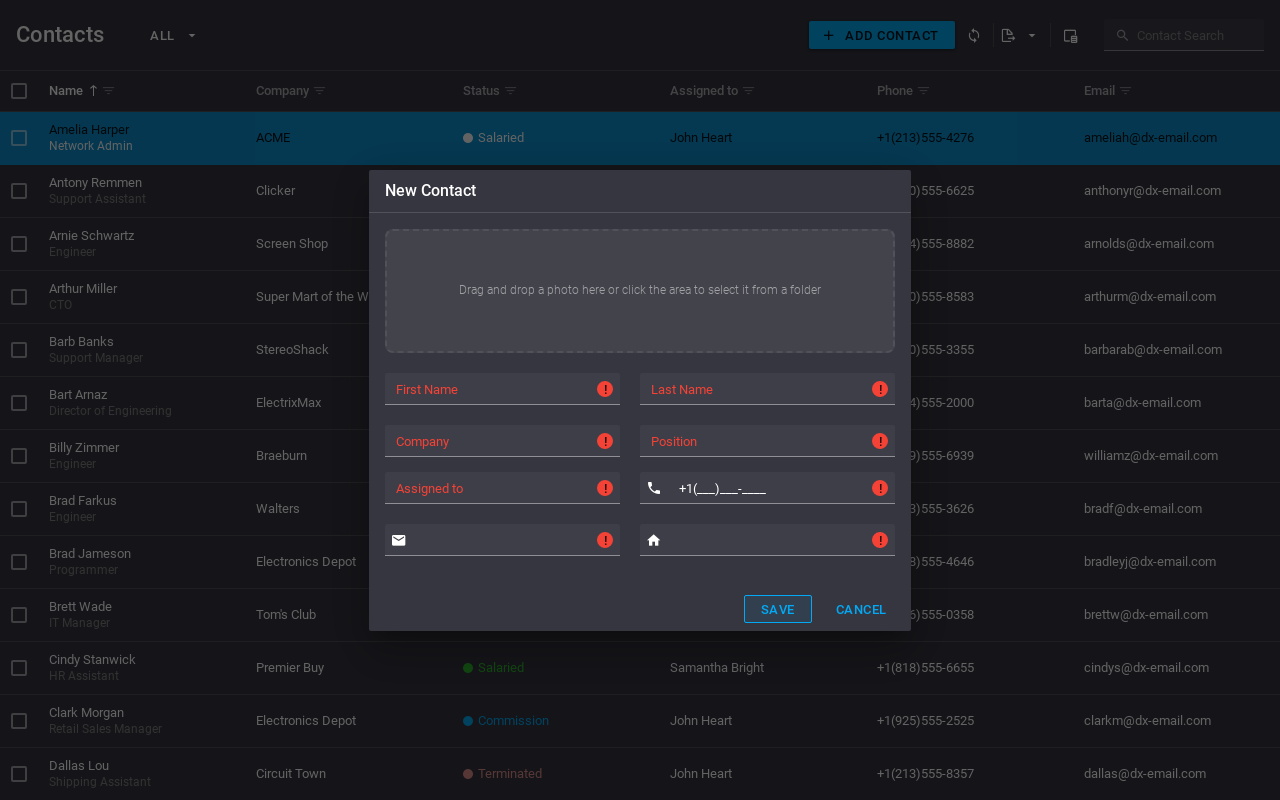 Contacts ALL ADD CONTACT Contact Search
Name Company Status Assigned to Phone Email
Amelia Harper
Network Admin
ACME Salaried John Heart +1(213)555-4276 ameliah@dx-email.com
Antony Remmen
Support Assistant
Clicker 0)555-6625 anthonyr@dx-email.com
Arnie Schwartz
Engineer
Screen Shop 4)555-8882 arnolds@dx-email.com
Arthur Miller
CTO
Super Mart of the W 0)555-8583 arthurm@dx-email.com
Barb Banks
Support Manager
StereoShack 0)555-3355 barbarab@dx-email.com
Bart Arnaz
Director of Engineering
ElectrixMax 4)555-2000 barta@dx-email.com
Billy Zimmer
Engineer
Braeburn 9)555-6939 williamz@dx-email.com
Brad Farkus
Engineer
Walters 3)555-3626 bradf@dx-email.com
Brad Jameson
Programmer
Electronics Depot 8)555-4646 bradleyj@dx-email.com
Brett Wade
IT Manager
Tom's Club 6)555-0358 brettw@dx-email.com
Cindy Stanwick
HR Assistant
Premier Buy Salaried Samantha Bright +1(818)555-6655 cindys@dx-email.com
Clark Morgan
Retail Sales Manager
Electronics Depot Commission John Heart +1(925)555-2525 clarkm@dx-email.com
Dallas Lou
Shipping Assistant
Circuit Town Terminated John Heart +1(213)555-8357 dallas@dx-email.com
New Contact
Drag and drop a photo here or click the area to select it from a folder
First Name ! Last Name !
Company ! Position !
Assigned to ! +1(___)___-____ !
! !
SAVE CANCEL